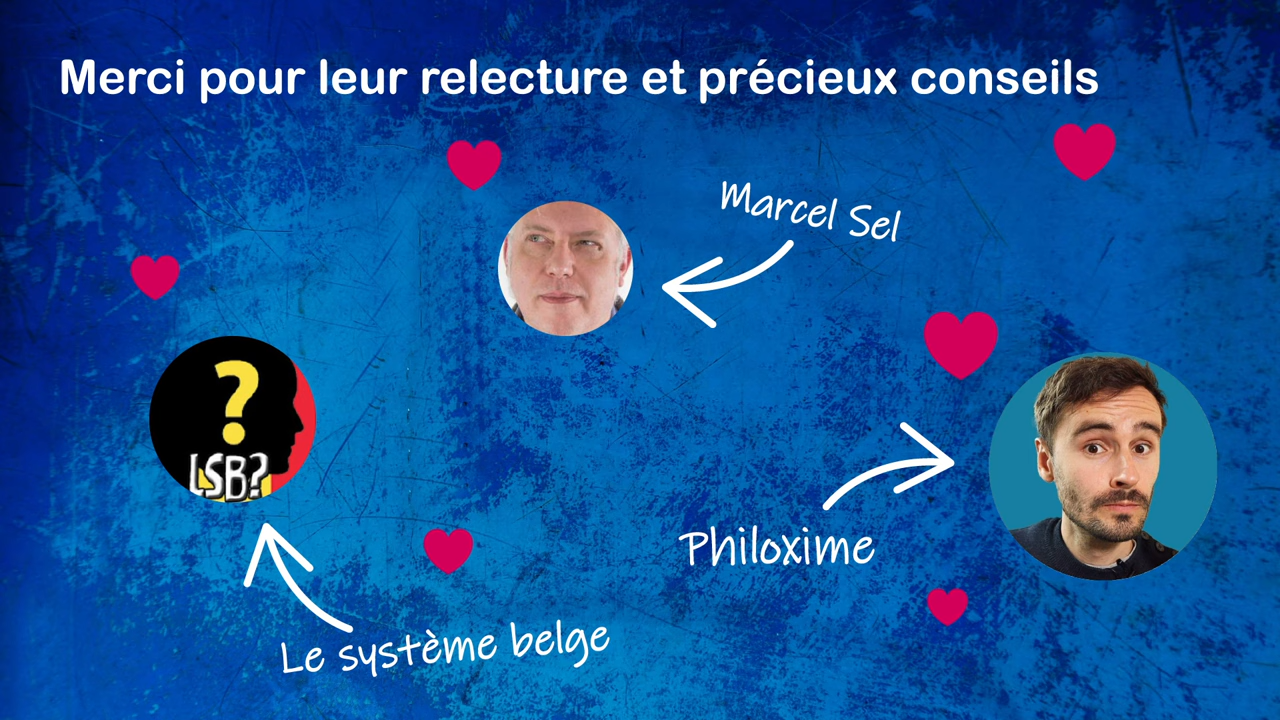 Merci pour leur relecture et précieux conseils
Marcel Sel
?
LSB?
Philoxime
Le système belge